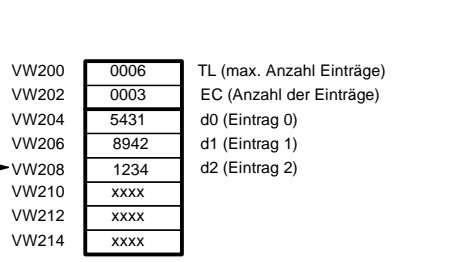 VW200 0006 TL (max. Anzahl Einträge)
VW202 0003 EC (Anzahl der Einträge)
VW204 5431 d0 (Eintrag 0)
VW206 8942 d1 (Eintrag 1)
VW208 1234 d2 (Eintrag 2)
VW210 xxxx
VW212 xxxx
VW214 xxxx